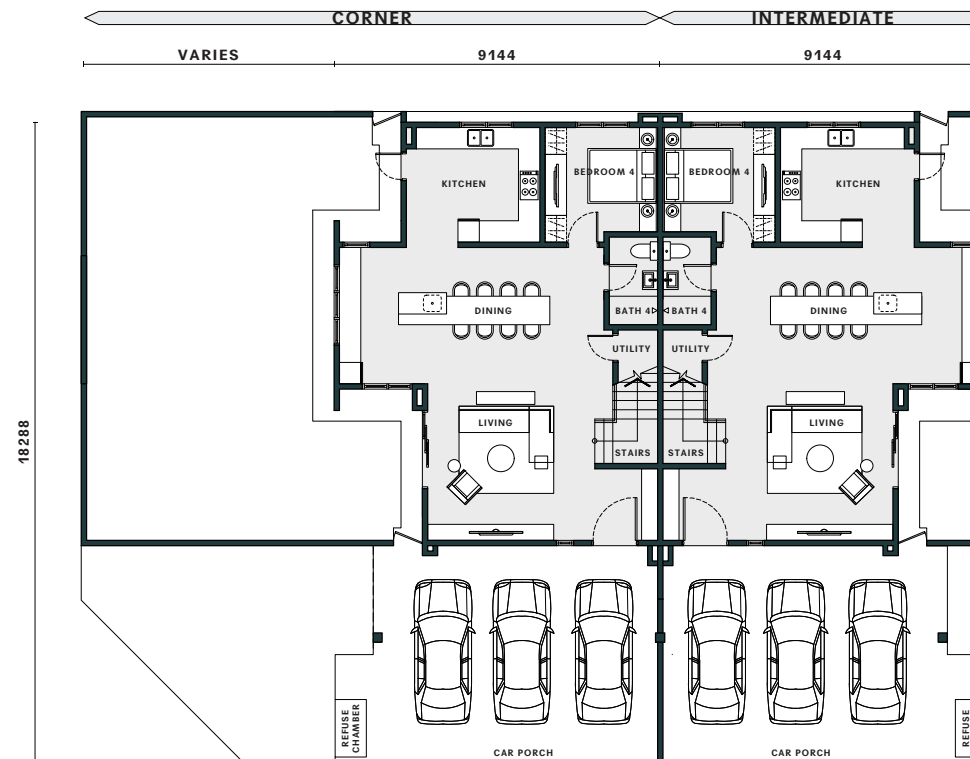 CORNER
INTERMEDIATE
VARIES
9144
9144
18288
KITCHEN
BEDROOM 4
BEDROOM 4
KITCHEN
DINING
BATH 4
BATH 4
DINING
UTILITY
UTILITY
LIVING
LIVING
STAIRS
STAIRS
REFUSE
CHAMBER
CAR PORCH
CAR PORCH
REFUSE